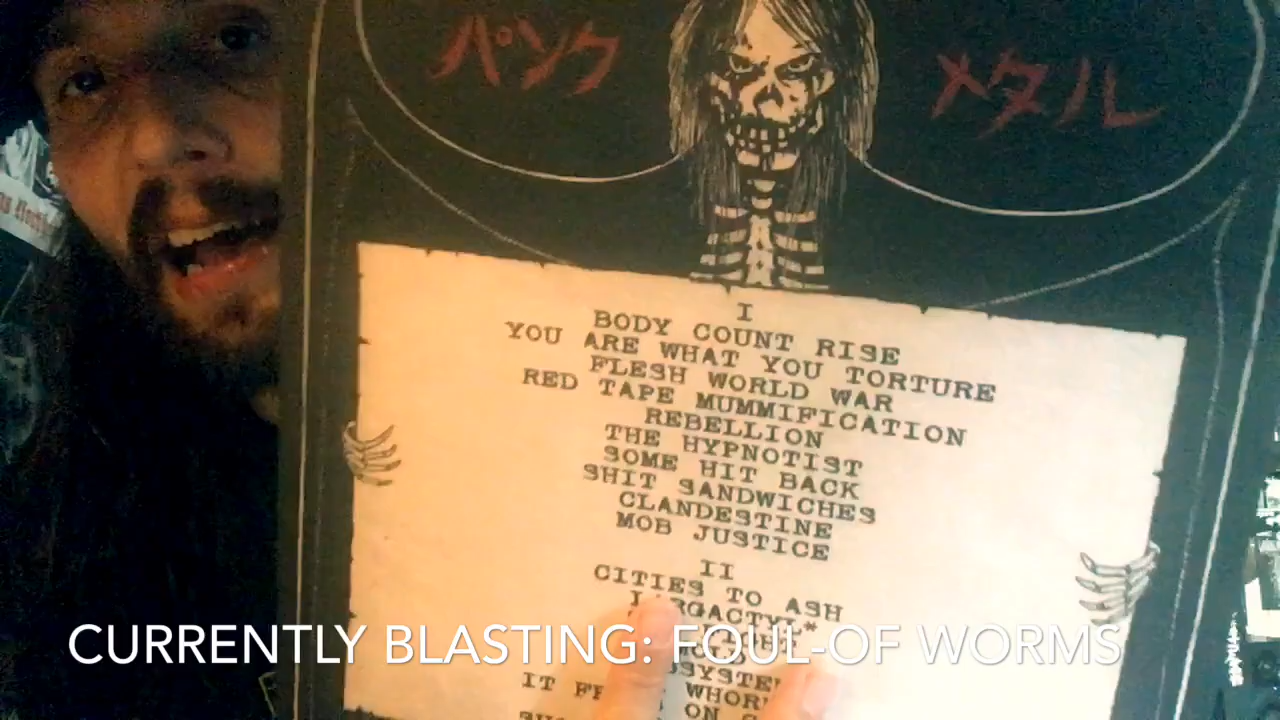 パンク
メタル
I
BODY COUNT RISE
YOU ARE WHAT YOU TORTURE
FLESH WORLD WAR
RED TAPE MUMMIFICATION
REBELLION
THE HYPNOTIST
SOME HIT BACK
SHIT SANDWICHES
CLANDESTINE
MOB JUSTICE
II
CITIES TO ASH
CURRENTLY BLASTING: FOUL-OF WORMS
IT
ON